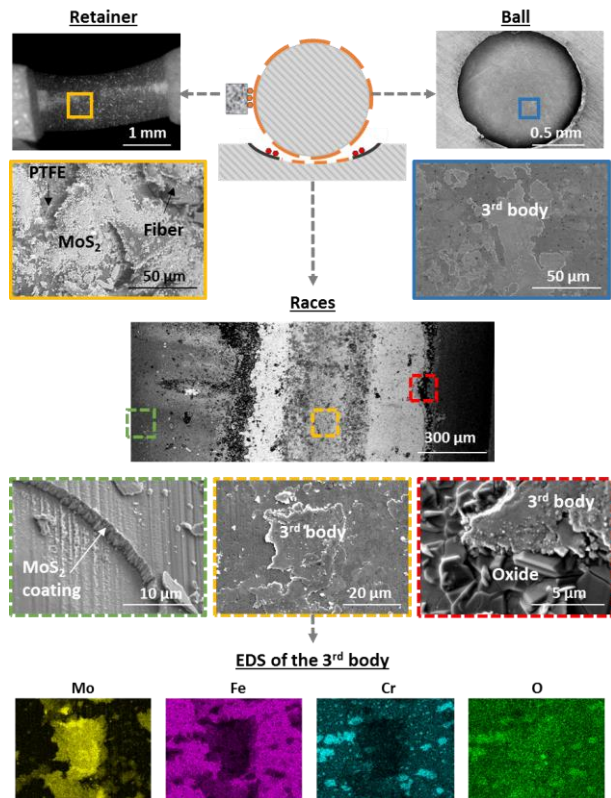 Retainer
Ball
1 mm
0.5 mm
PTFE
MoS₂
Fiber
50 µm
3ʳᵈ body
50 µm
Races
300 µm
MoS₂
coating
10 µm
3ʳᵈ body
20 µm
3ʳᵈ body
Oxide
5 µm
EDS of the 3ʳᵈ body
Mo
Fe
Cr
O